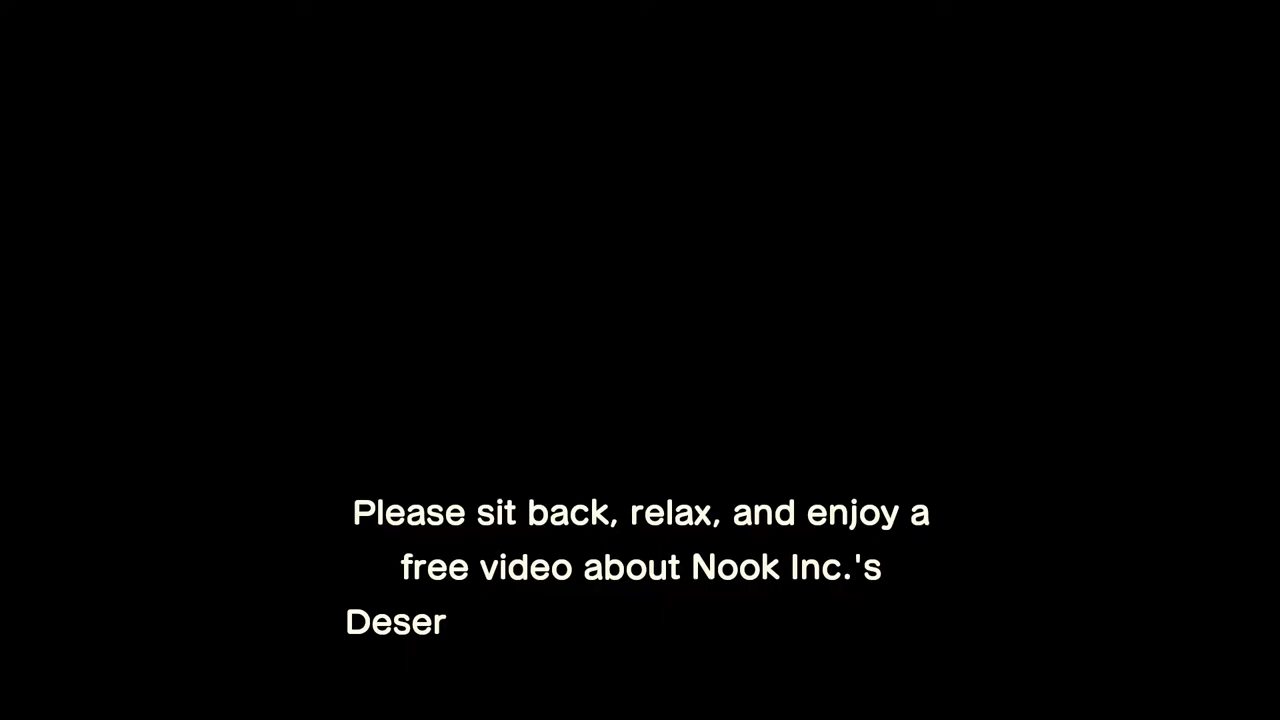 Please sit back, relax, and enjoy a
free video about Nook Inc.'s
Deser